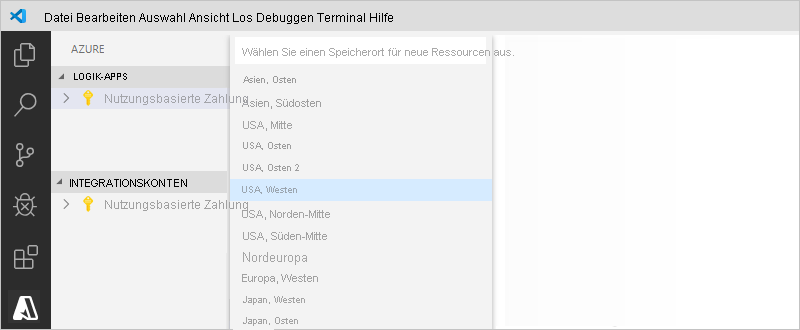 Datei Bearbeiten Auswahl Ansicht Los Debuggen Terminal Hilfe
AZURE
LOGIK-APPS
Nutzungsbasierte Zahlung
INTEGRATIONSKONTEN
Nutzungsbasierte Zahlung
Wählen Sie einen Speicherort für neue Ressourcen aus.
Asien, Osten
Asien, Südosten
USA, Mitte
USA, Osten
USA, Osten 2
USA, Westen
USA, Norden-Mitte
USA, Süden-Mitte
Nordeuropa
Europa, Westen
Japan, Westen
Japan, Osten